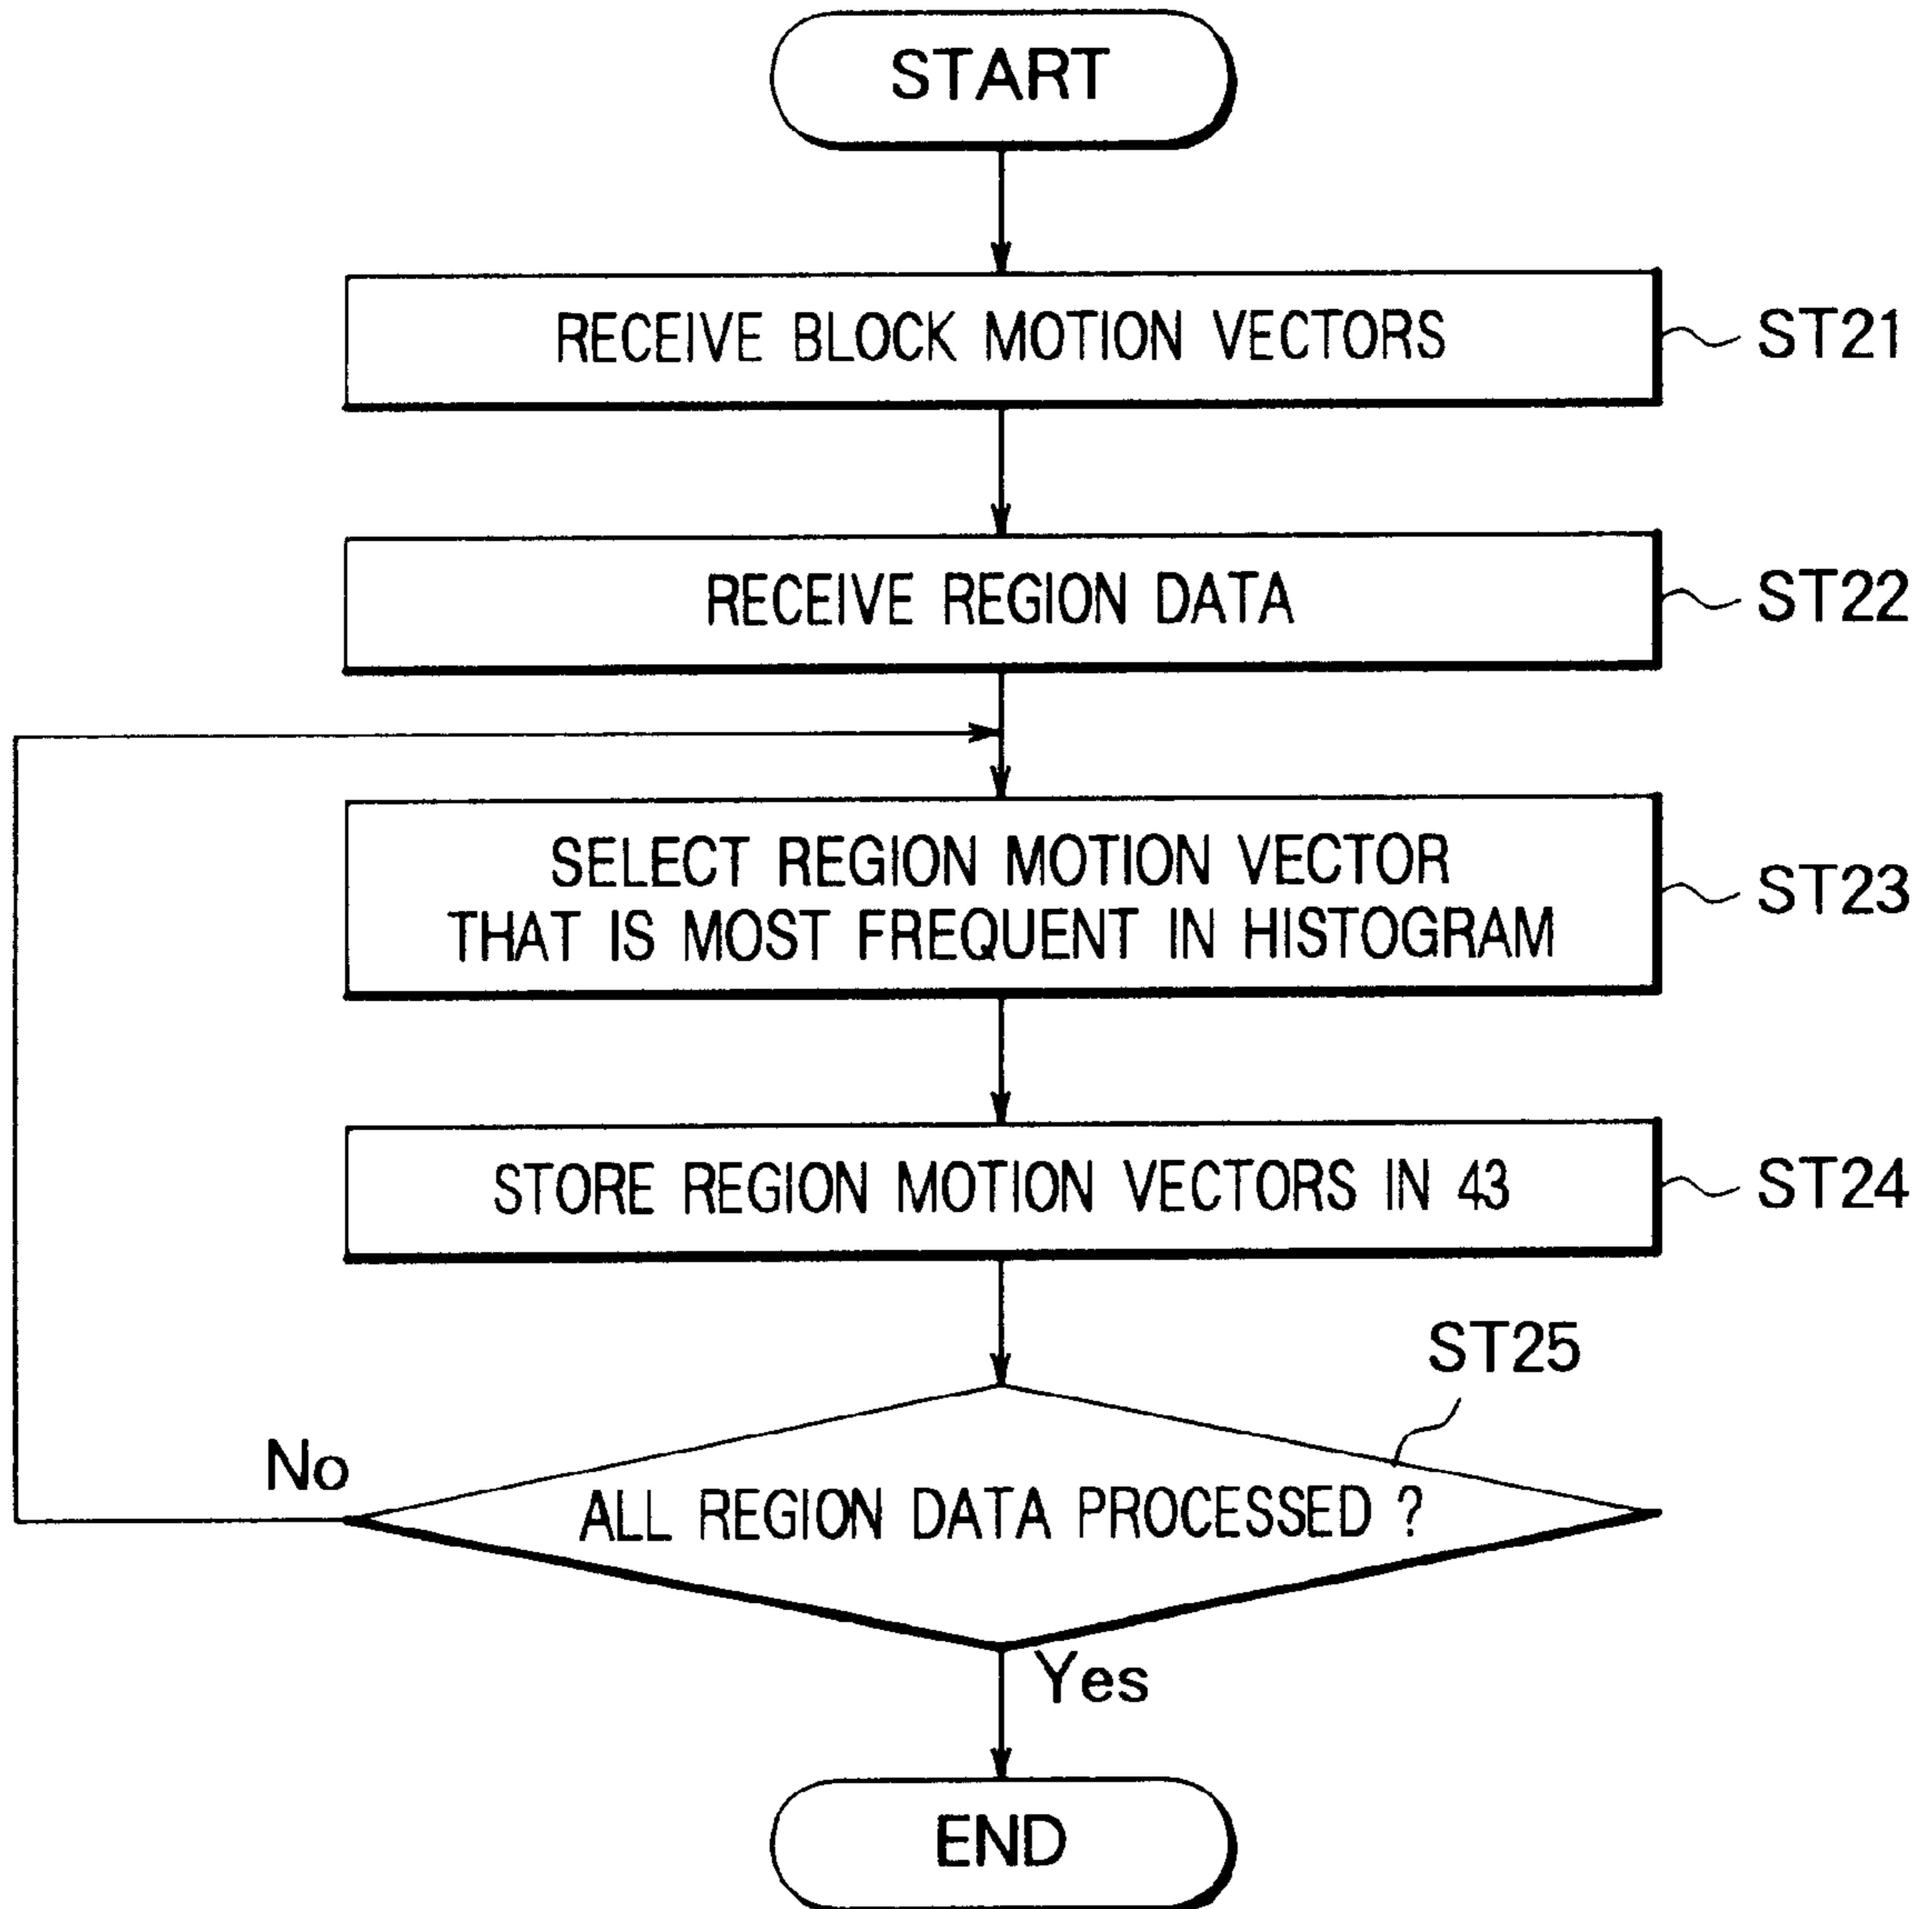 START
RECEIVE BLOCK MOTION VECTORS
ST21
RECEIVE REGION DATA
ST22
SELECT REGION MOTION VECTOR
THAT IS MOST FREQUENT IN HISTOGRAM
ST23
STORE REGION MOTION VECTORS IN 43
ST24
ST25
No
ALL REGION DATA PROCESSED ?
Yes
END